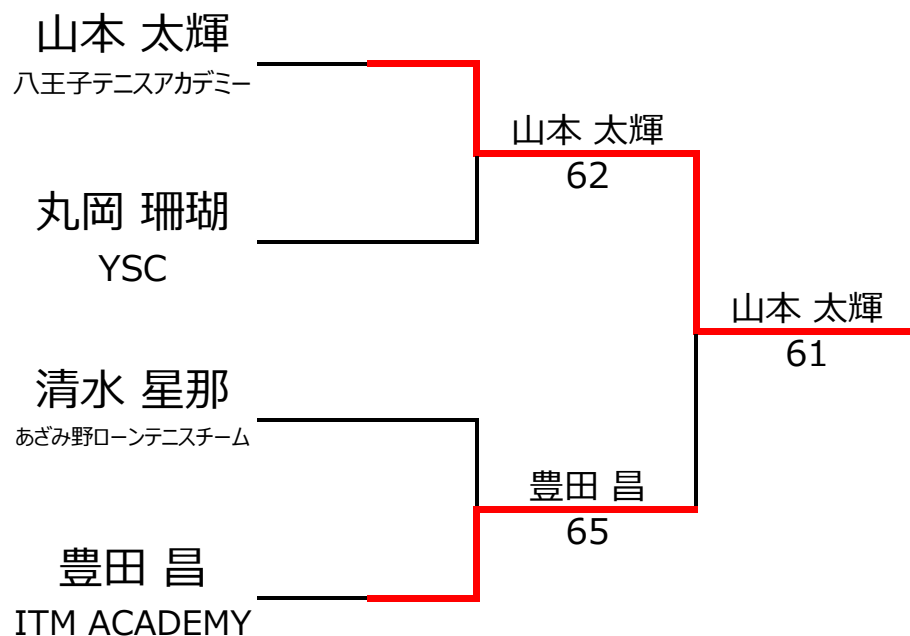 山本 太輝
八王子テニスアカデミー
丸岡 珊瑚
YSC
清水 星那
あざみ野ローンテニスチーム
豊田 昌
ITM ACADEMY
山本 太輝
62
豊田 昌
65
山本 太輝
61